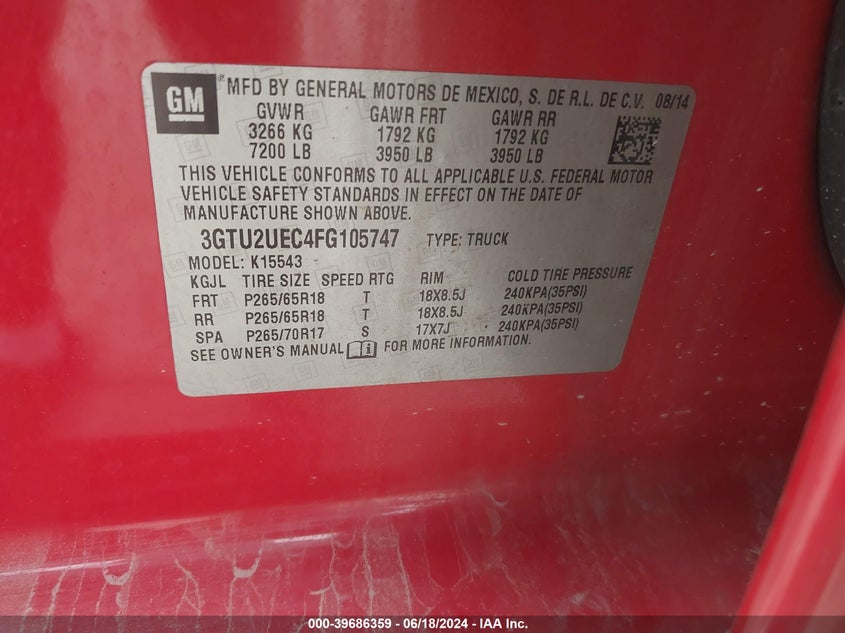 GM
® MFD BY GENERAL MOTORS DE MEXICO, S. DE R.L. DE C.V. 08/14
GVWR GAWR FRT GAWR RR
3266 KG 1792 KG 1792 KG
7200 LB 3950 LB 3950 LB
THIS VEHICLE CONFORMS TO ALL APPLICABLE U.S. FEDERAL MOTOR
VEHICLE SAFETY STANDARDS IN EFFECT ON THE DATE OF
MANUFACTURE SHOWN ABOVE.
3GTU2UEC4FG105747 TYPE: TRUCK
MODEL: K15543
KGJL TIRE SIZE SPEED RTG RIM COLD TIRE PRESSURE
FRT P265/65R18 T 18X8.5J 240KPA(35PSI)
RR P265/65R18 T 18X8.5J 240KPA(35PSI)
SPA P265/70R17 S 17X7J 240KPA(35PSI)
SEE OWNER'S MANUAL FOR MORE INFORMATION.
000-39686359 - 06/18/2024 - IAA Inc.